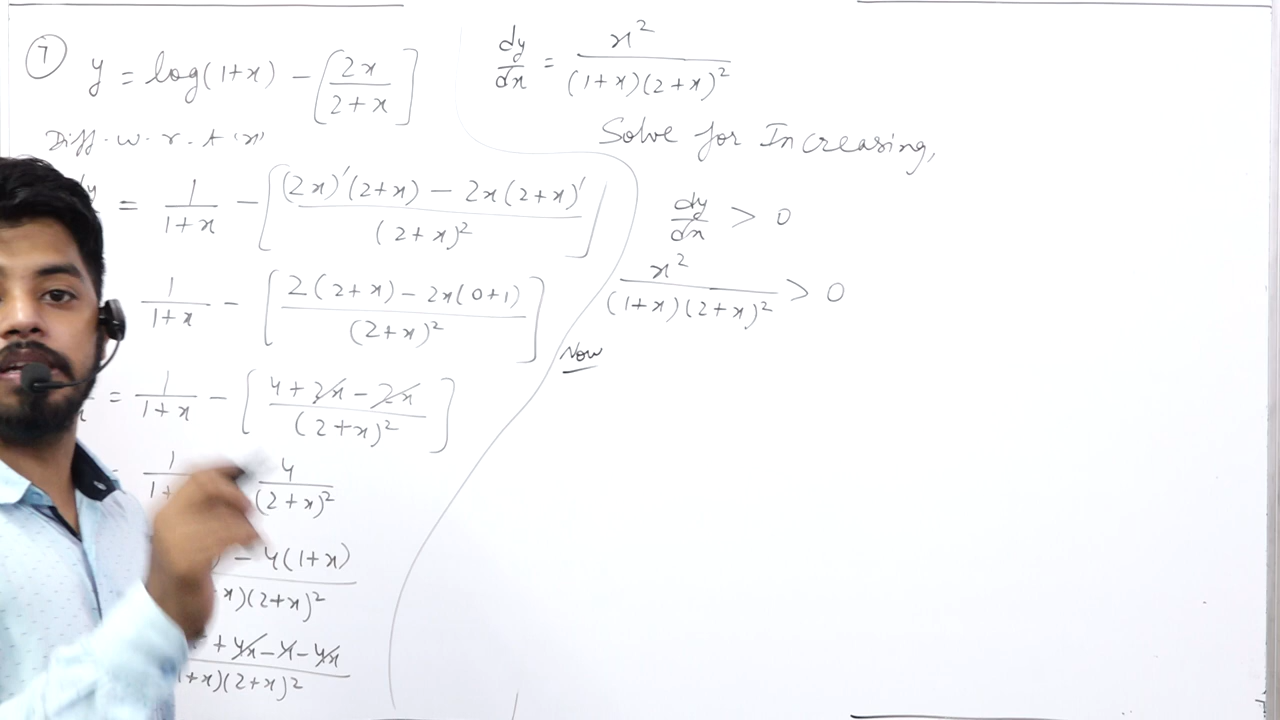 7 y = log(1+x) - [2x/(2+x)]
Diff. w. r. t 'x'
= 1/(1+x) - [((2x)'(2+x) - 2x(2+x)')/(2+x)²]
1/(1+x) - [(2(2+x) - 2x(0+1))/(2+x)²]
= 1/(1+x) - [(4+2x-2x)/(2+x)²]
4/(2+x)²
- 4(1+x)
x)(2+x)²
+ 4x - 4 - 4x
1+x)(2+x)²
dy/dx = x²/((1+x)(2+x)²)
Solve for Increasing,
dy/dx > 0
x²/((1+x)(2+x)²) > 0
Now